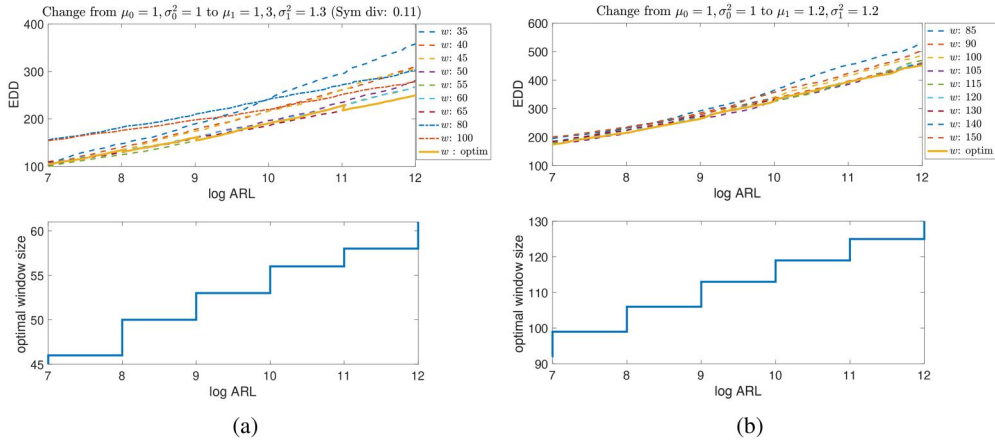 Change from μ₀ = 1, σ₀² = 1 to μ₁ = 1, 3, σ₁² = 1.3 (Sym div: 0.11)
400
300
200
100
EDD
7 8 9 10 11 12
log ARL
w: 35
w: 40
w: 45
w: 50
w: 55
w: 60
w: 65
w: 80
w: 100
w : optim
60
55
50
45
optimal window size
7 8 9 10 11 12
log ARL
(a)
Change from μ₀ = 1, σ₀² = 1 to μ₁ = 1.2, σ₁² = 1.2
600
500
400
300
200
100
EDD
7 8 9 10 11 12
log ARL
w: 85
w: 90
w: 100
w: 105
w: 115
w: 120
w: 130
w: 140
w: 150
w: optim
130
120
110
100
90
optimal window size
7 8 9 10 11 12
log ARL
(b)